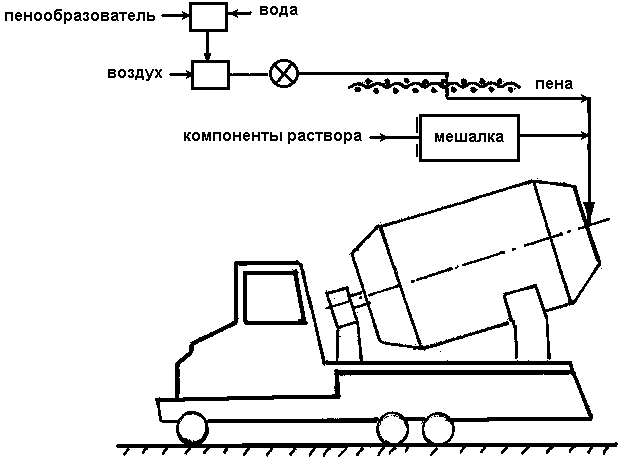 пенообразователь
вода
воздух
пена
компоненты раствора
мешалка